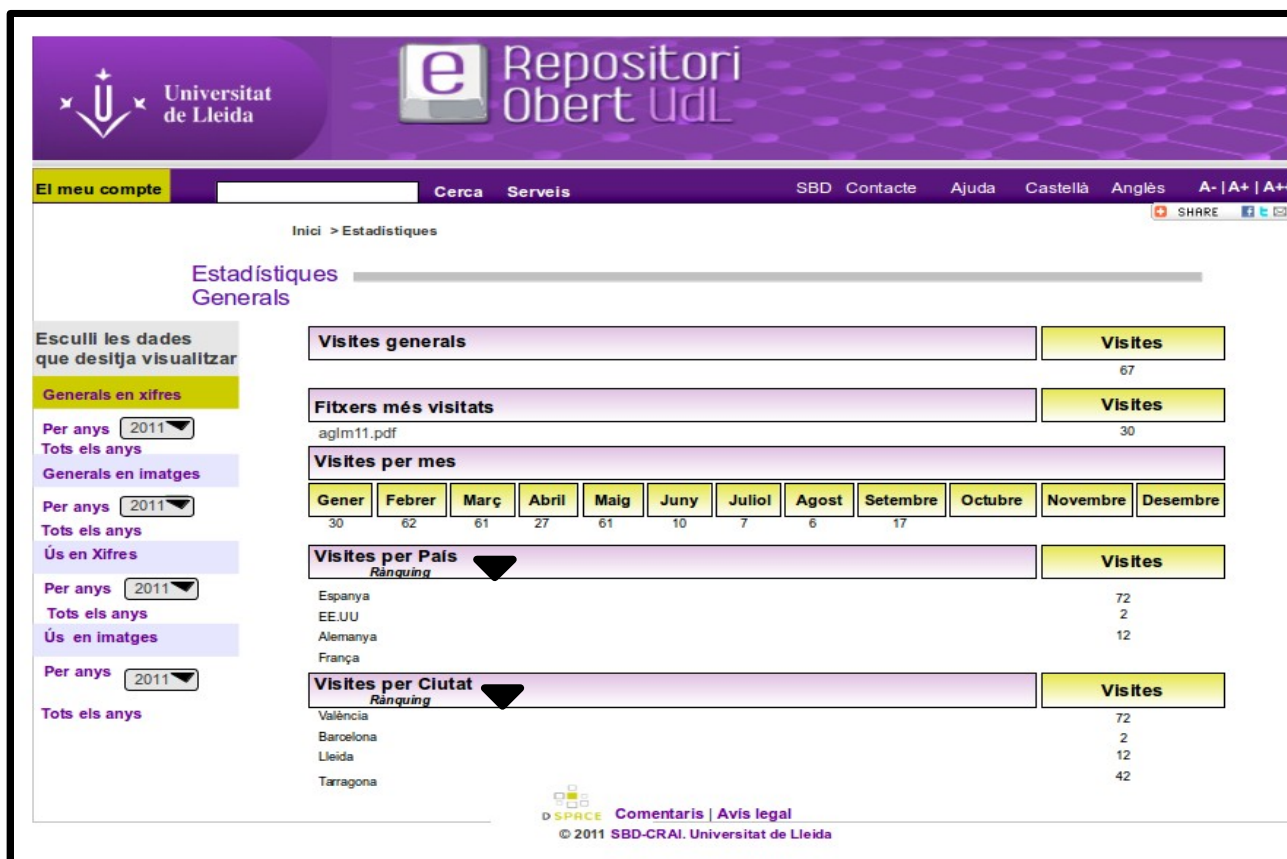 Universitat
de Lleida
e
Repositori
Obert UdL
El meu compte
Cerca Serveis SBD Contacte Ajuda Castellà Anglès A- | A+ | A+
SHARE
Inici > Estadistiques
Estadístiques
Generals
Esculli les dades
que desitja visualitzar
Generals en xifres
Per anys 2011
Tots els anys
Generals en imatges
Per anys 2011
Tots els anys
Ús en Xifres
Per anys 2011
Tots els anys
Ús en imatges
Per anys 2011
Tots els anys
Visites generals Visites
67
Fitxers més visitats Visites
aglm11.pdf 30
Visites per mes
Gener Febrer Març Abril Maig Juny Juliol Agost Setembre Octubre Novembre Desembre
30 62 61 27 61 10 7 6 17
Visites per País Visites
Rànquing
Espanya 72
EE.UU 2
Alemanya 12
França
Visites per Ciutat Visites
Rànquing
València 72
Barcelona 2
Lleida 12
Tarragona 42
DSPACE Comentaris | Avís legal
© 2011 SBD-CRAI. Universitat de Lleida